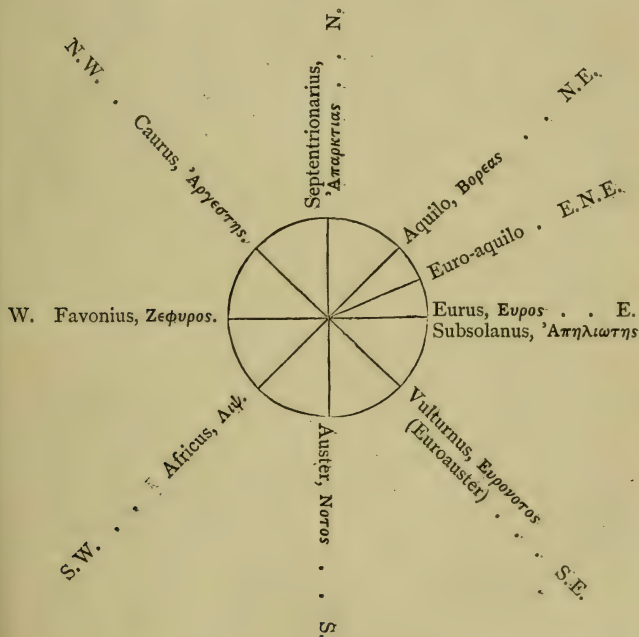 N. . . Septentrionarius,
Ἀπαρκτιας
N.W. . Caurus, Ἀργεστης.
Aquilo, Βορεας . . N.E.
Euro-aquilo . E.N.E.
W. Favonius, Ζεφυρος.
Eurus, Ευρος . . E.
Subsolanus, Ἀπηλιωτης
Vulturnus, Ευρονοτος
(Euroauster) . . . . S.E.
Auster, Νοτος . . S.
S.W. . . . Africus, Λιψ.